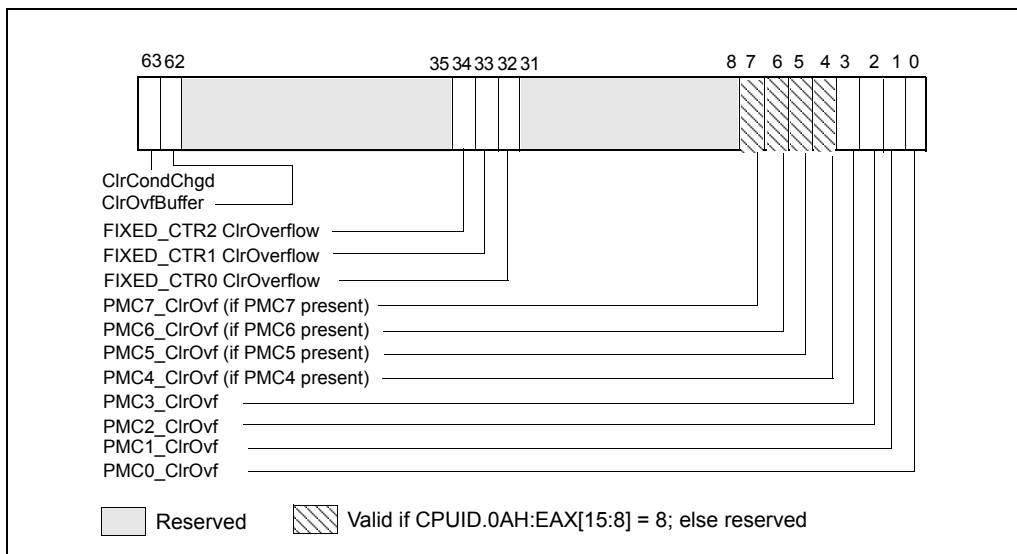 63 62 35 34 33 32 31 8 7 6 5 4 3 2 1 0
ClrCondChgd
ClrOvfBuffer
FIXED_CTR2 ClrOverflow
FIXED_CTR1 ClrOverflow
FIXED_CTR0 ClrOverflow
PMC7_ClrOvf (if PMC7 present)
PMC6_ClrOvf (if PMC6 present)
PMC5_ClrOvf (if PMC5 present)
PMC4_ClrOvf (if PMC4 present)
PMC3_ClrOvf
PMC2_ClrOvf
PMC1_ClrOvf
PMC0_ClrOvf
Reserved Valid if CPUID.0AH:EAX[15:8] = 8; else reserved